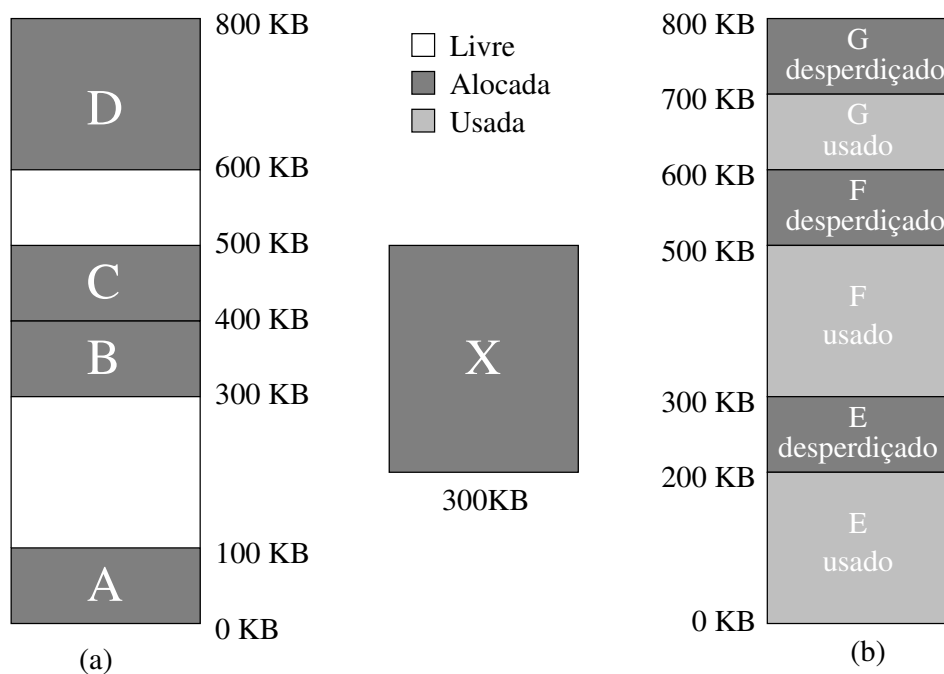 800 KB
D
600 KB
500 KB
C
400 KB
B
300 KB
100 KB
A
0 KB
(a)
Livre
Alocada
Usada
X
300KB
800 KB
G
desperdiçado
700 KB
G
usado
600 KB
F
desperdiçado
500 KB
F
usado
300 KB
E
desperdiçado
200 KB
E
usado
0 KB
(b)